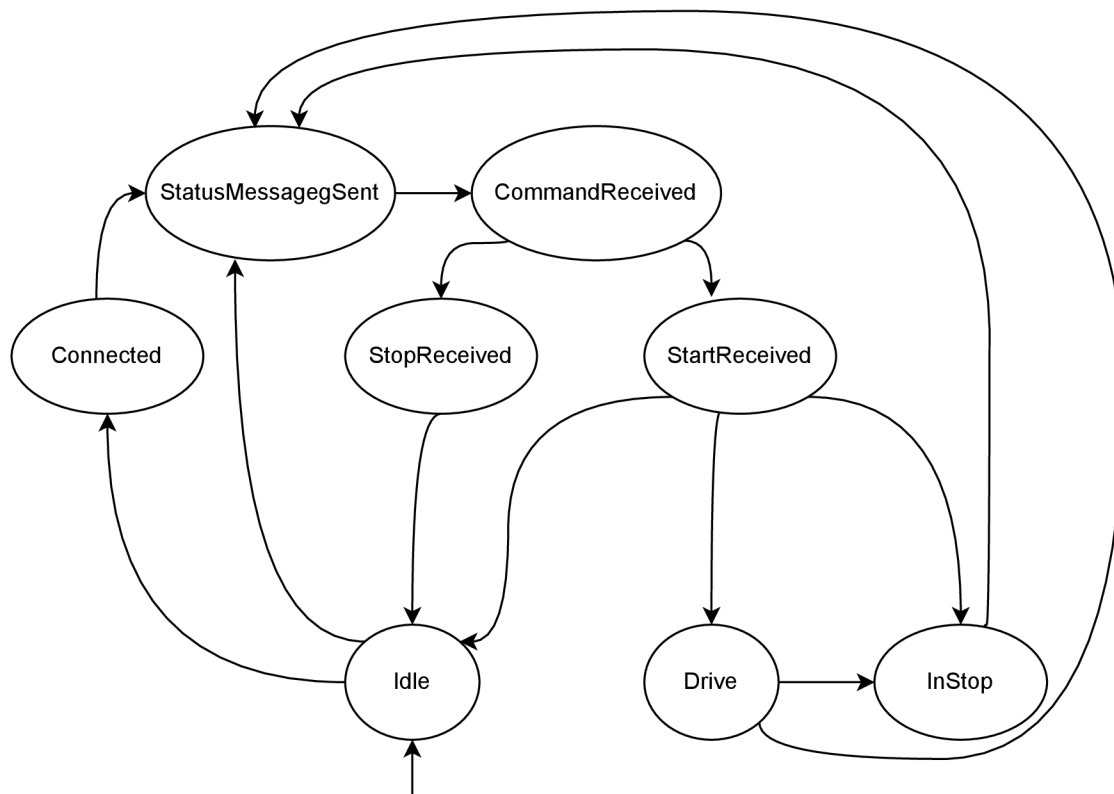 StatusMessagegSent
CommandReceived
Connected
StopReceived
StartReceived
Idle
Drive
InStop